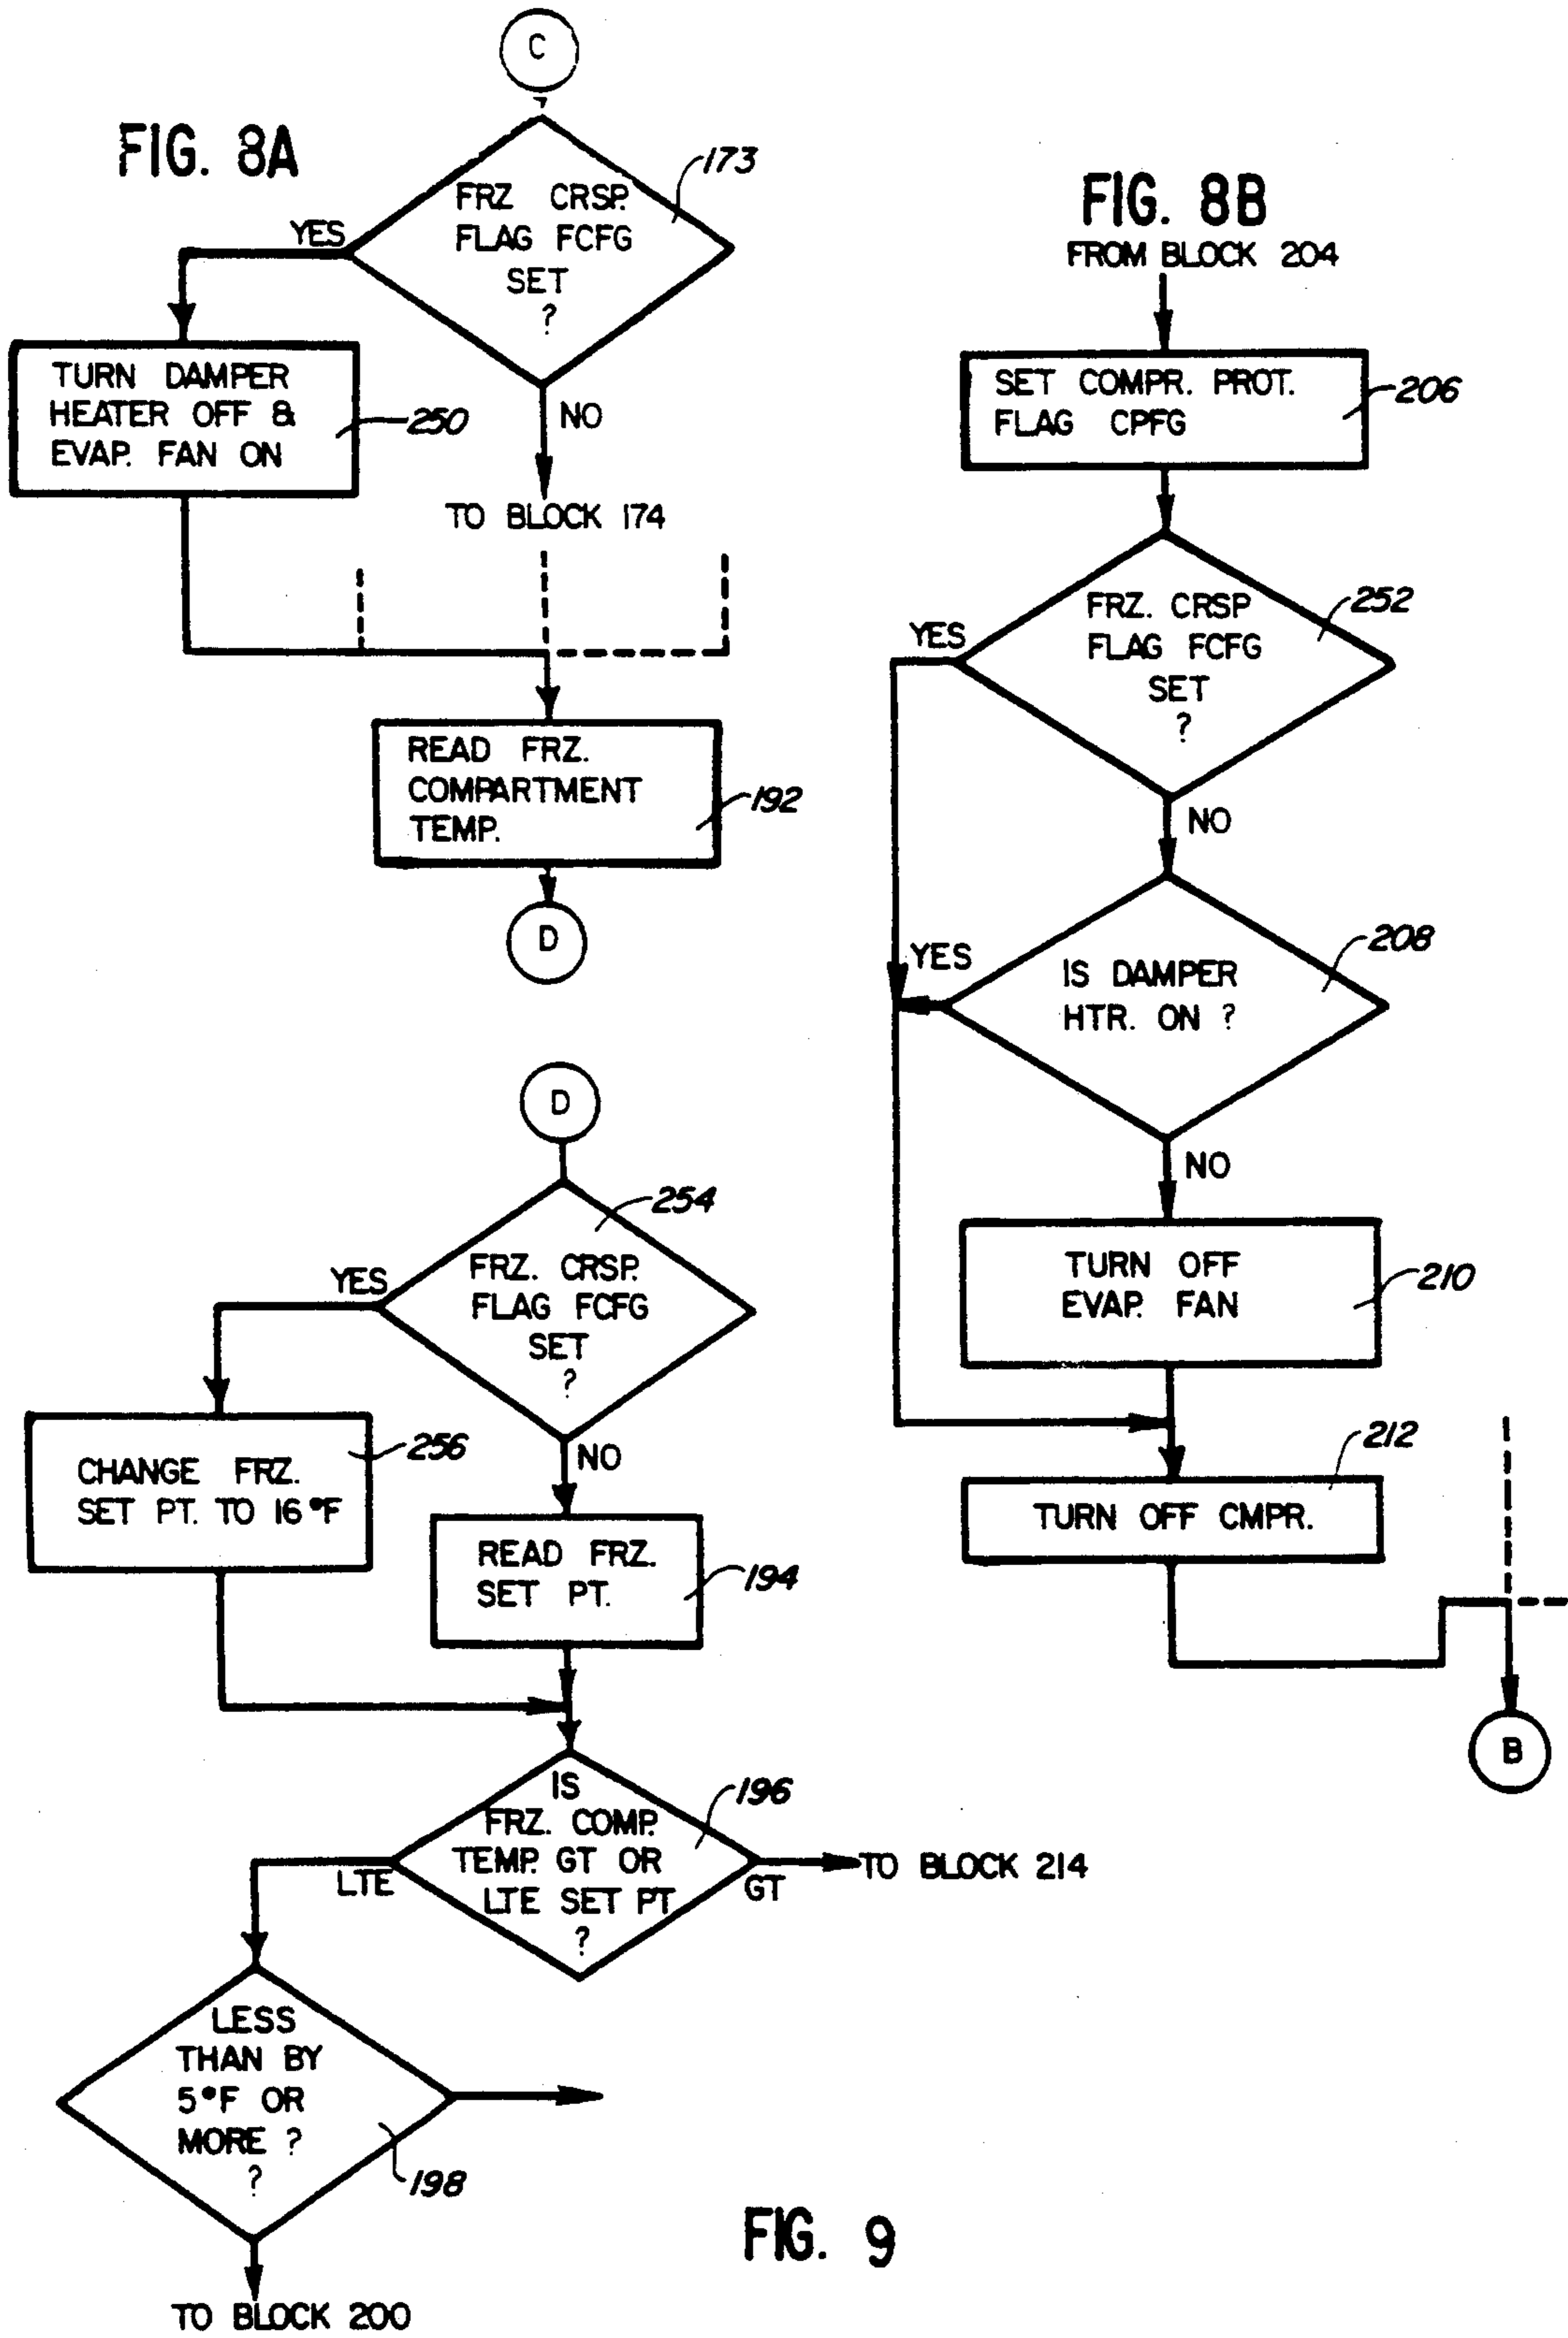 C
FIG. 8A
173
FRZ CRSP.
FLAG FCFG
SET
?
YES
NO
TURN DAMPER
HEATER OFF &
EVAP. FAN ON
250
TO BLOCK 174
READ FRZ.
COMPARTMENT
TEMP.
192
D
FIG. 8B
FROM BLOCK 204
SET COMPR. PROT.
FLAG CPFG
206
FRZ. CRSP
FLAG FCFG
SET
?
252
YES
NO
IS DAMPER
HTR. ON ?
208
YES
NO
TURN OFF
EVAP. FAN
210
212
TURN OFF CMPR.
B
D
254
FRZ. CRSP.
FLAG FCFG
SET
?
YES
NO
CHANGE FRZ.
SET PT. TO 16°F
256
READ FRZ.
SET PT.
194
IS
FRZ. COMP.
TEMP. GT OR
LTE SET PT
?
196
LTE
GT
TO BLOCK 214
LESS
THAN BY
5°F OR
MORE ?
?
198
TO BLOCK 200
FIG. 9